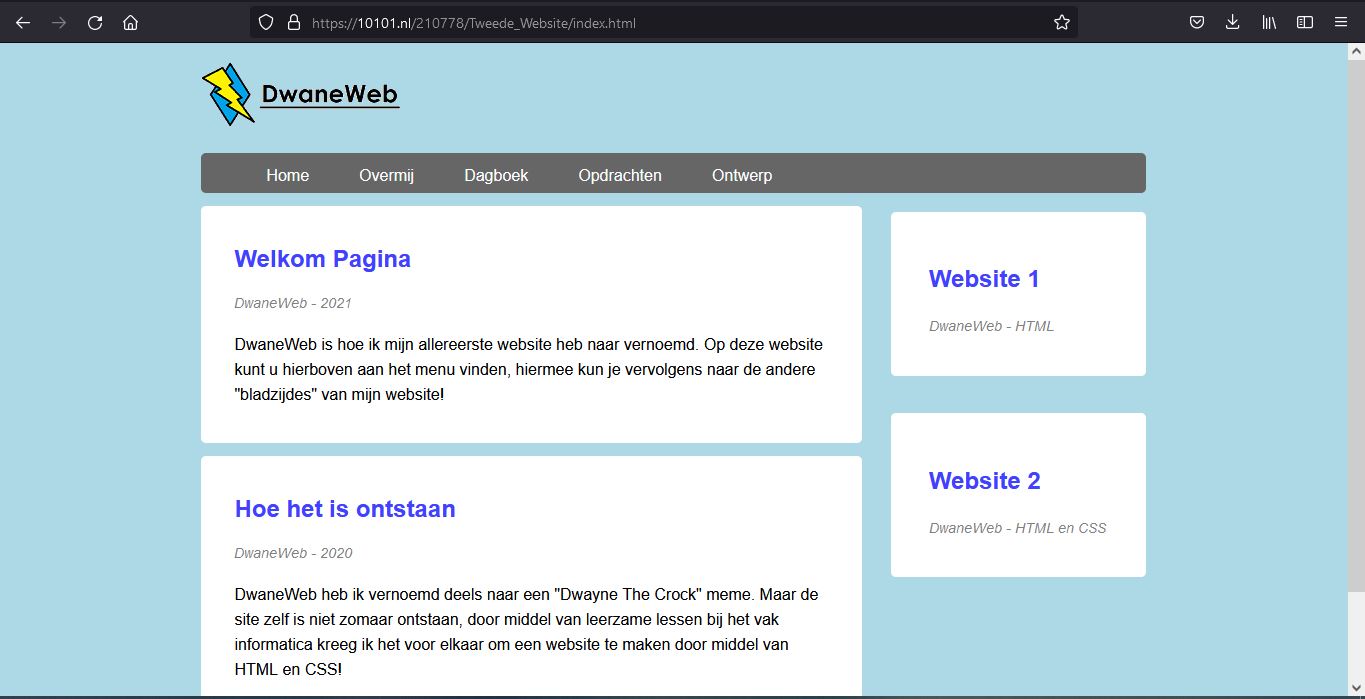 https://10101.nl/210778/Tweede_Website/index.html
DwaneWeb
Home Overmij Dagboek Opdrachten Ontwerp
Welkom Pagina
DwaneWeb - 2021
DwaneWeb is hoe ik mijn allereerste website heb naar vernoemd. Op deze website
kunt u hierboven aan het menu vinden, hiermee kun je vervolgens naar de andere
"bladzijdes" van mijn website!
Hoe het is ontstaan
DwaneWeb - 2020
DwaneWeb heb ik vernoemd deels naar een "Dwayne The Crock" meme. Maar de
site zelf is niet zomaar ontstaan, door middel van leerzame lessen bij het vak
informatica kreeg ik het voor elkaar om een website te maken door middel van
HTML en CSS!
Website 1
DwaneWeb - HTML
Website 2
DwaneWeb - HTML en CSS